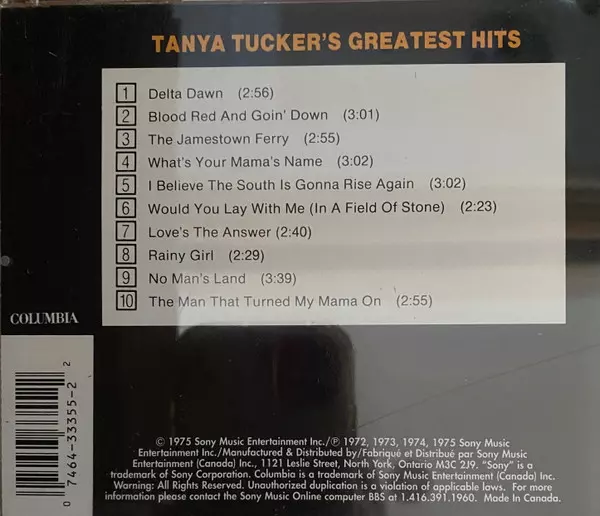 TANYA TUCKER'S GREATEST HITS
1 Delta Dawn (2:56)
2 Blood Red And Goin' Down (3:01)
3 The Jamestown Ferry (2:55)
4 What's Your Mama's Name (3:02)
5 I Believe The South Is Gonna Rise Again (3:02)
6 Would You Lay With Me (In A Field Of Stone) (2:23)
7 Love's The Answer (2:40)
8 Rainy Girl (2:29)
9 No Man's Land (3:39)
10 The Man That Turned My Mama On (2:55)
COLUMBIA
0 7464-33355-2 2
© 1975 Sony Music Entertainment Inc./℗ 1972, 1973, 1974, 1975 Sony Music
Entertainment Inc./Manufactured & Distributed by/Fabriqué et Distribué par Sony Music
Entertainment (Canada) Inc., 1121 Leslie Street, North York, Ontario M3C 2J9. "Sony" is a
trademark of Sony Corporation. Columbia is a trademark of Sony Music Entertainment (Canada) Inc.
Warning: All Rights Reserved. Unauthorized duplication is a violation of applicable laws. For more
information please contact the Sony Music Online computer BBS at 1.416.391.1960. Made In Canada.